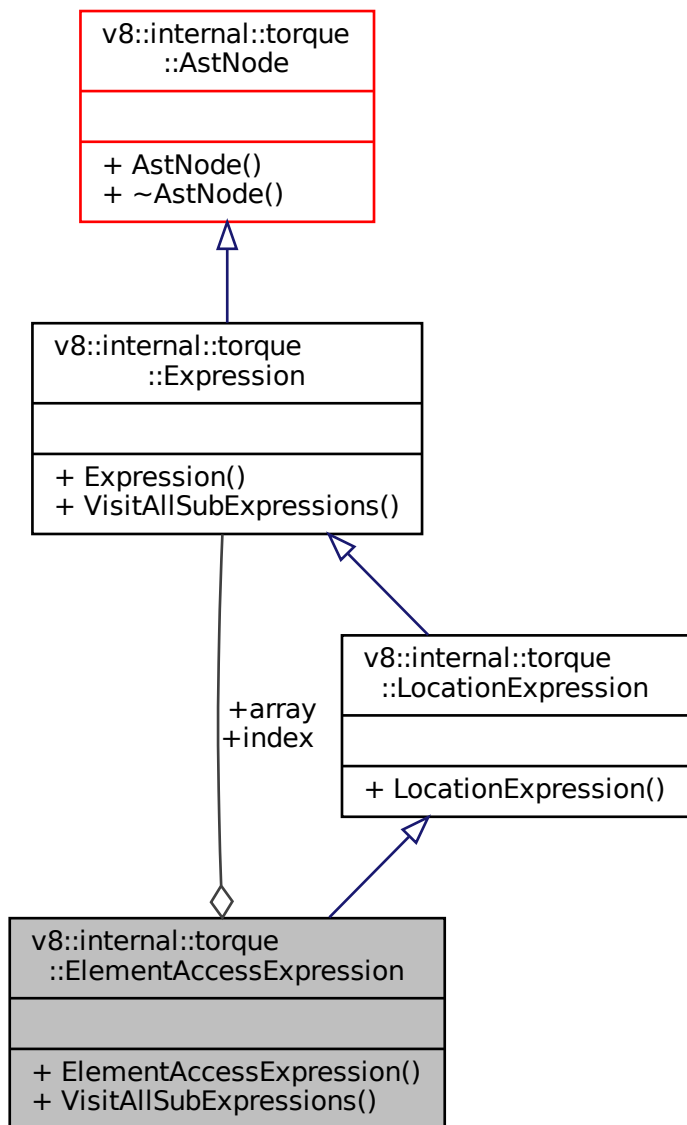 v8::internal::torque
::AstNode
+ AstNode()
+ ~AstNode()
v8::internal::torque
::Expression
+ Expression()
+ VisitAllSubExpressions()
v8::internal::torque
::LocationExpression
+ LocationExpression()
+array
+index
v8::internal::torque
::ElementAccessExpression
+ ElementAccessExpression()
+ VisitAllSubExpressions()